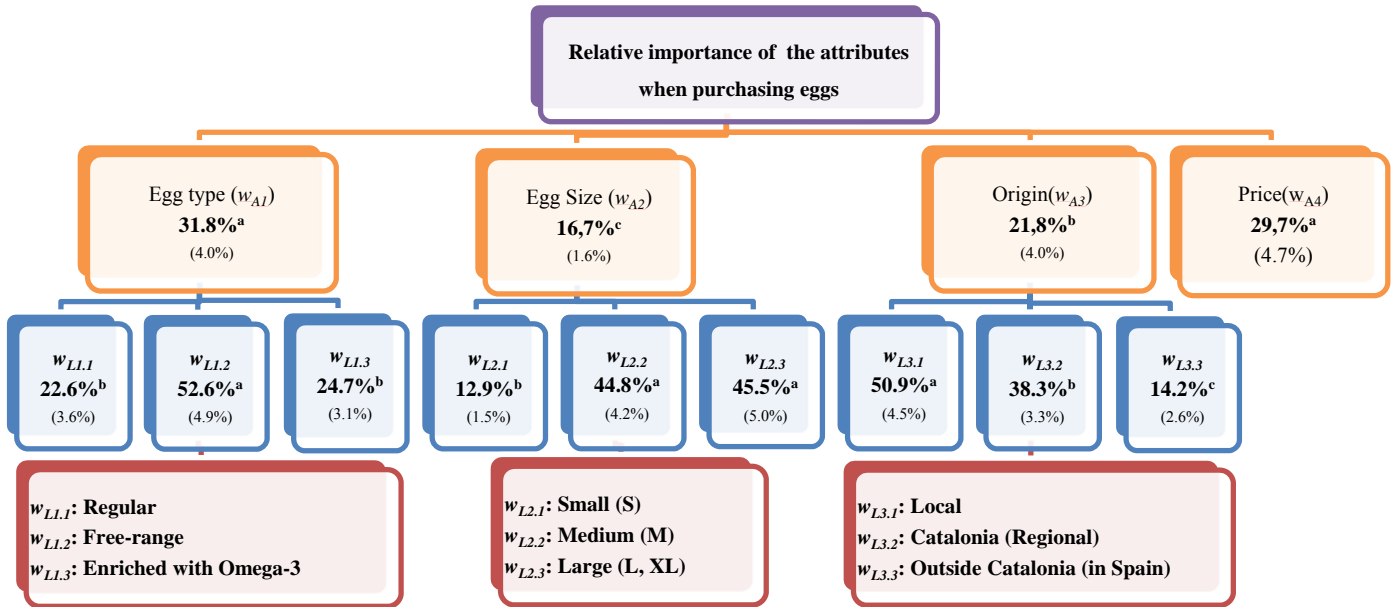 Relative importance of the attributes
when purchasing eggs
Egg type (wA1)
31.8%a
(4.0%)
Egg Size (wA2)
16,7%c
(1.6%)
Origin(wA3)
21,8%b
(4.0%)
Price(wA4)
29,7%a
(4.7%)
wL1.1
22.6%b
(3.6%)
wL1.2
52.6%a
(4.9%)
wL1.3
24.7%b
(3.1%)
wL2.1
12.9%b
(1.5%)
wL2.2
44.8%a
(4.2%)
wL2.3
45.5%a
(5.0%)
wL3.1
50.9%a
(4.5%)
wL3.2
38.3%b
(3.3%)
wL3.3
14.2%c
(2.6%)
wL1.1: Regular
wL1.2: Free-range
wL1.3: Enriched with Omega-3
wL2.1: Small (S)
wL2.2: Medium (M)
wL2.3: Large (L, XL)
wL3.1: Local
wL3.2: Catalonia (Regional)
wL3.3: Outside Catalonia (in Spain)